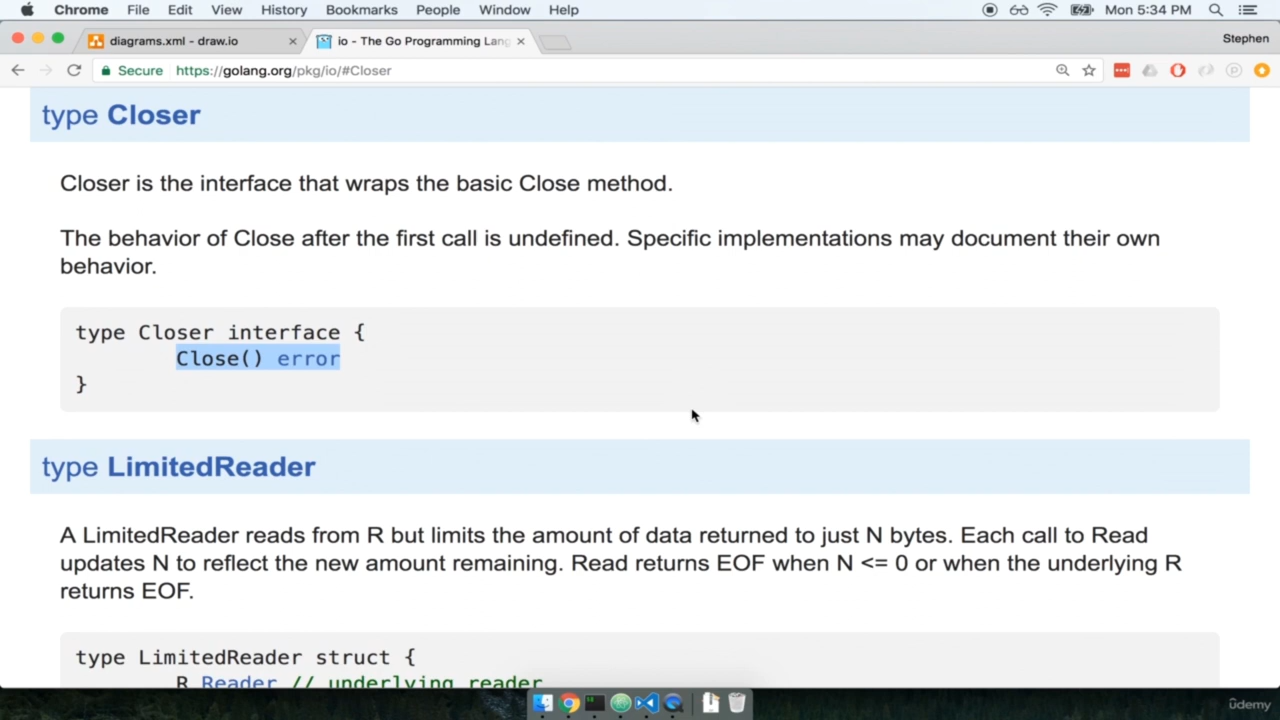 Chrome File Edit View History Bookmarks People Window Help Mon 5:34 PM
diagrams.xml - draw.io io - The Go Programming Lang Stephen
Secure https://golang.org/pkg/io/#Closer
type Closer
Closer is the interface that wraps the basic Close method.
The behavior of Close after the first call is undefined. Specific implementations may document their own
behavior.
type Closer interface {
Close() error
}
type LimitedReader
A LimitedReader reads from R but limits the amount of data returned to just N bytes. Each call to Read
updates N to reflect the new amount remaining. Read returns EOF when N <= 0 or when the underlying R
returns EOF.
type LimitedReader struct {
R Reader // underlying reader
ûdemy